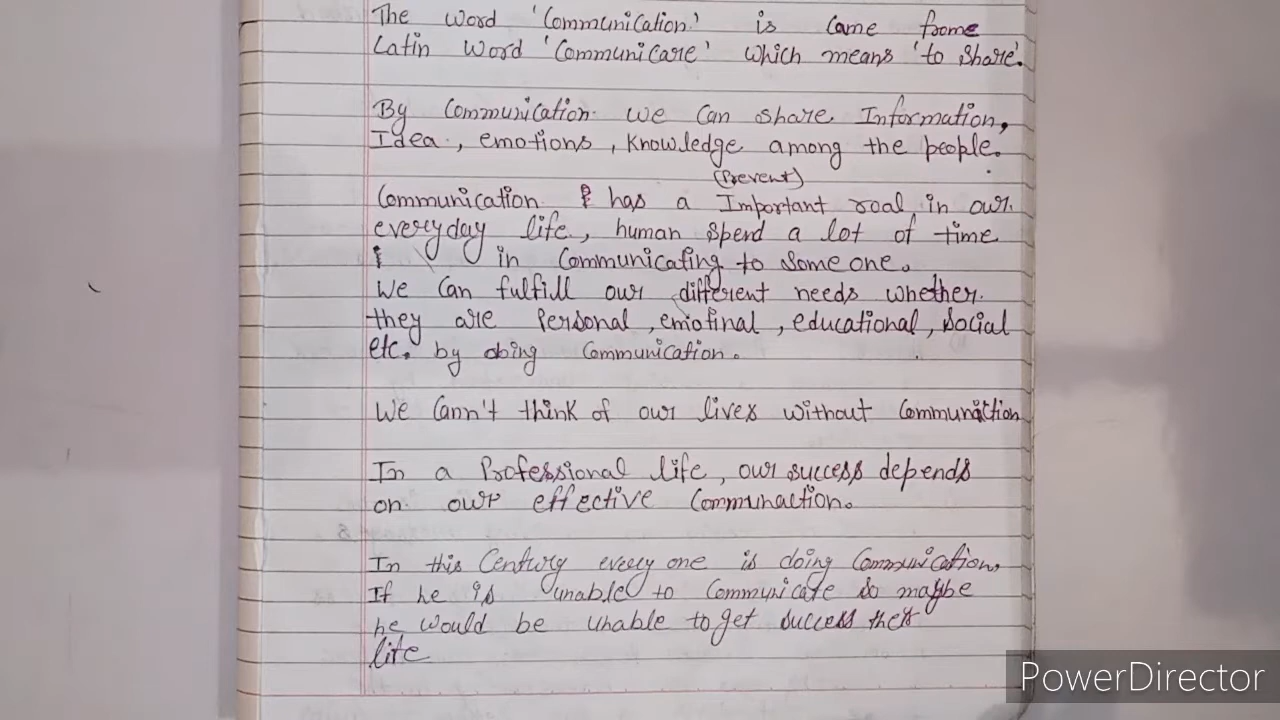 The word 'Communication' is came frome
Latin word 'Communicare' which means 'to share'.
By Communication we can share Information,
Idea, emotions, knowledge among the people.
(Prevent)
Communication has a Important roal in our
everyday life, human spend a lot of time
in communicating to someone.
We can fulfill our different needs whether
they are Personal, emotinal, educational, social
etc. by doing Communication.
We Cann't think of our lives without Communiction
In a Professional life, our success depends
on our effective Communaction.
In this Century every one is doing Communication,
If he is unable to Communicate so maybe
he would be unable to get success their
life
PowerDirector